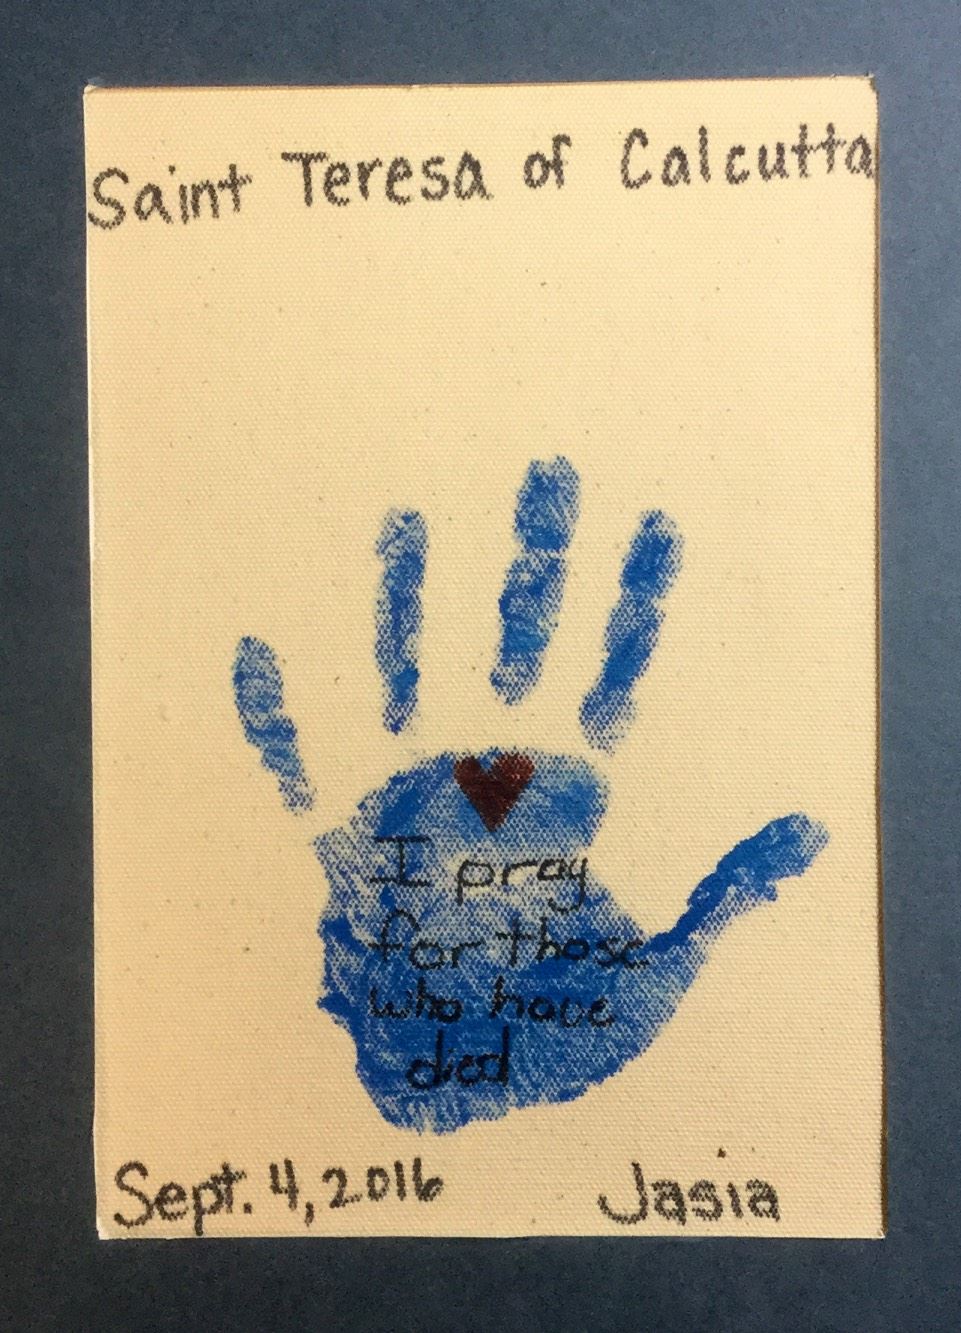 Saint Teresa of Calcutta
I pray
for those
who have
died
Sept. 4, 2016
Jasia